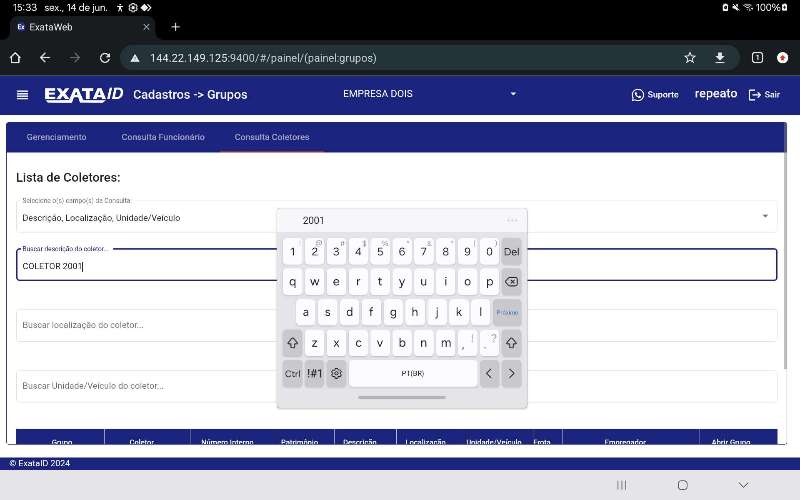 15:33 sex., 14 de jun. 100%
Ex ExataWeb
144.22.149.125:9400/#/painel/(painel:grupos)
1
EXATAID Cadastros -> Grupos EMPRESA DOIS Suporte repeato Sair
Gerenciamento Consulta Funcionário Consulta Coletores
Lista de Coletores:
Selecione o(s) campo(s) da Consulta
Descrição, Localização, Unidade/Veículo
Buscar descrição do coletor...
COLETOR 2001
Buscar localização do coletor...
Buscar Unidade/Veículo do coletor...
2001 ...
1 2 3 4 5 6 7 8 9 0 Del
q w e r t y u i o p
a s d f g h j k l Próximo
z x c v b n m , ! . ?
Ctrl !#1 PT(BR) < >
Grupo Coletor Número Interno Patrimônio Descrição Localização Unidade/Veículo Frota Empregador Abrir Grupo
© ExataID 2024